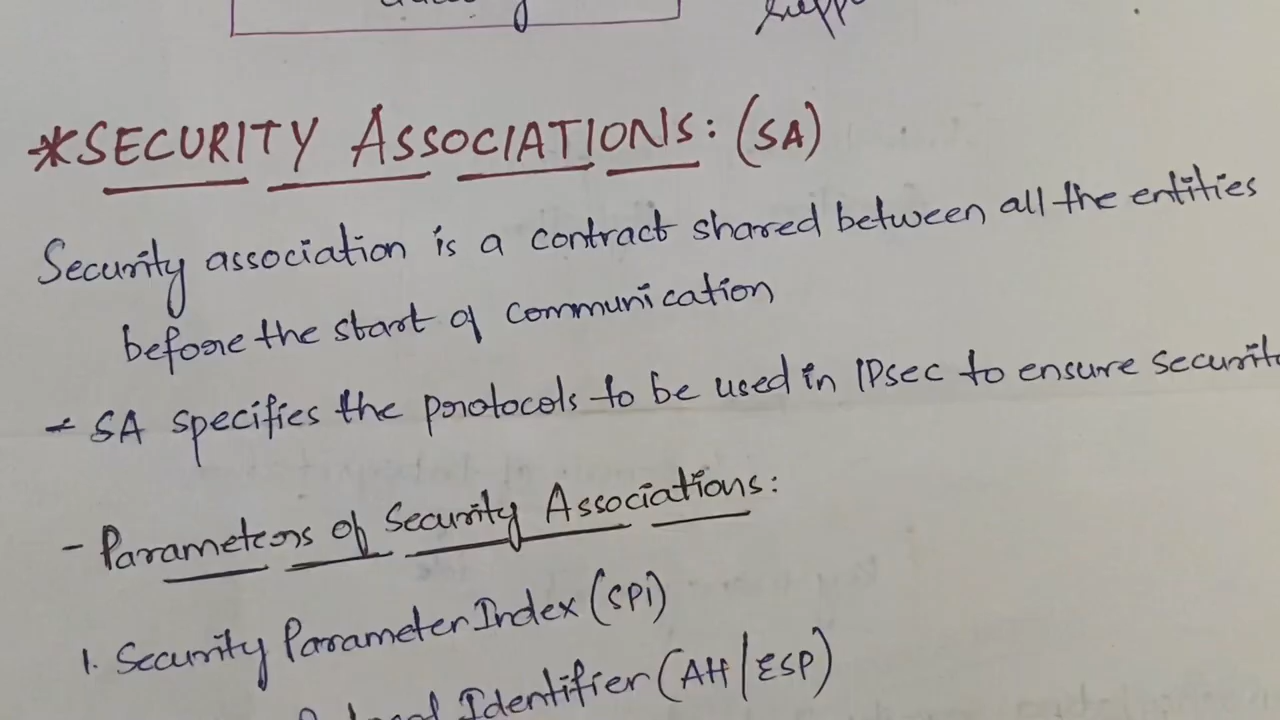 *SECURITY ASSOCIATIONS: (SA)
Security association is a contract shared between all the entities
before the start of communication
- SA specifies the protocols to be used in IPsec to ensure
- Parameters of Security Associations:
1. Security Parameter Index (SPI)
Identifier (AH/ESP)